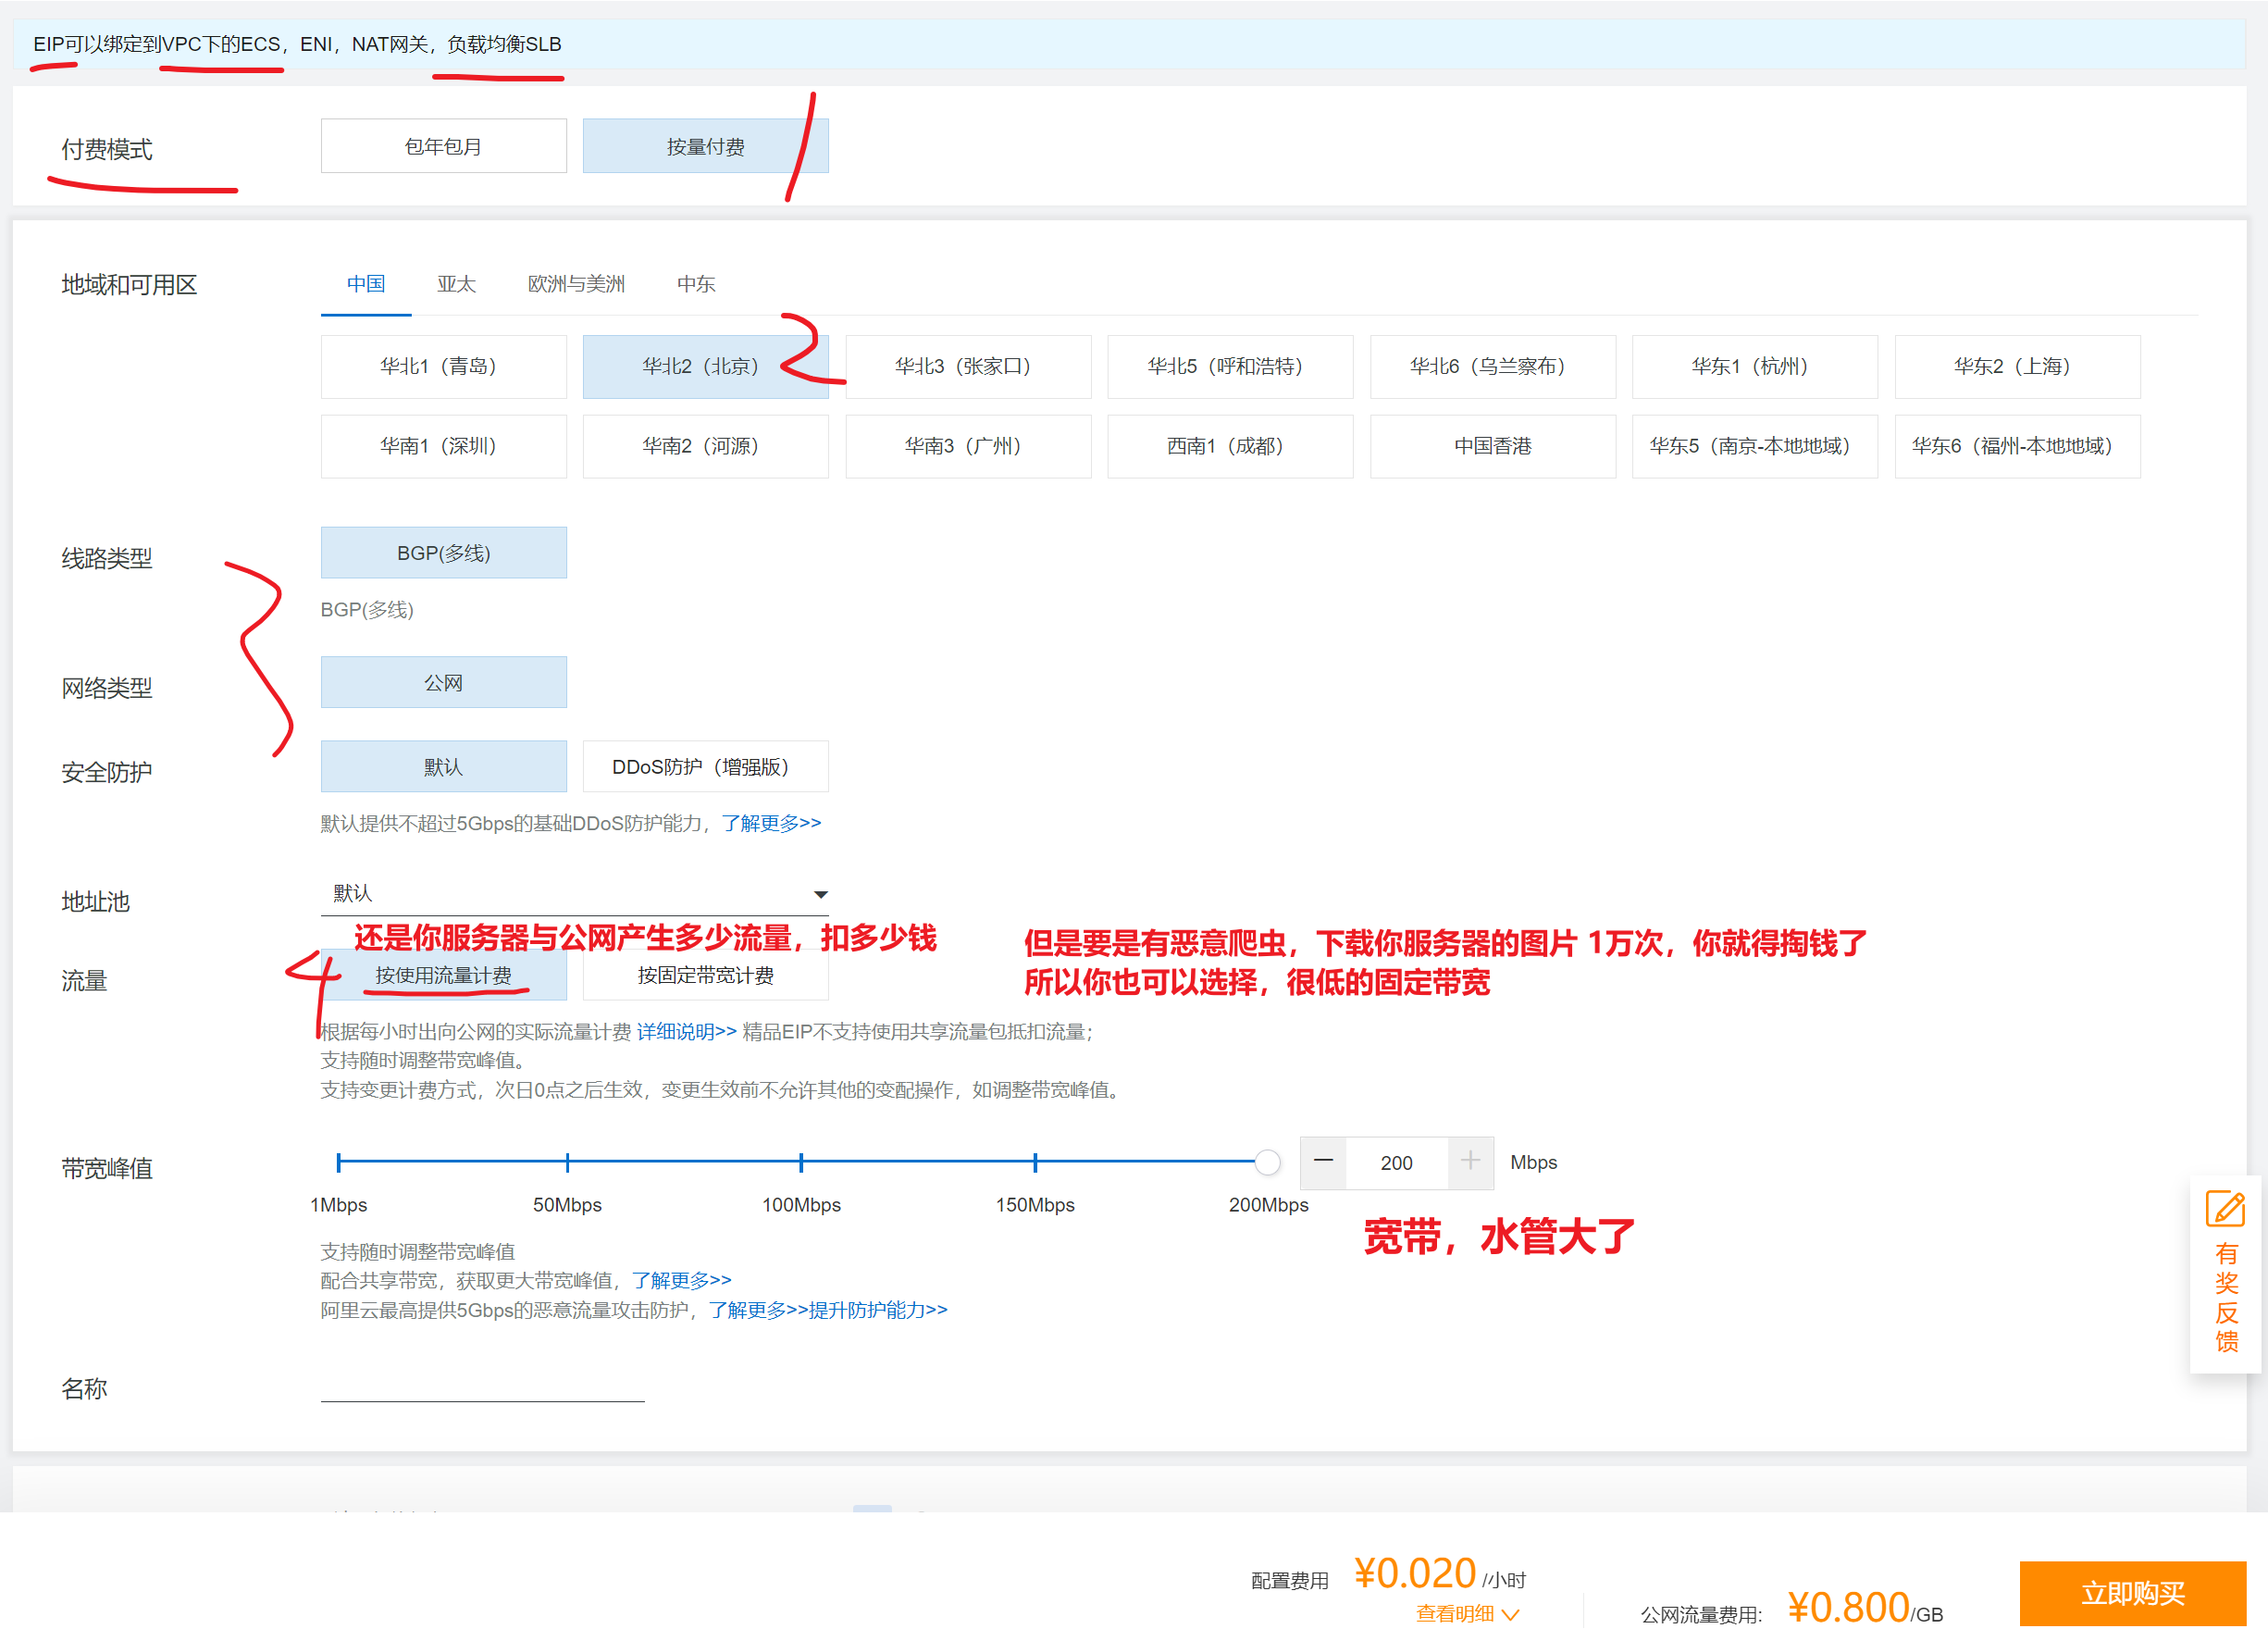 EIP可以绑定到VPC下的ECS，ENI，NAT网关，负载均衡SLB
付费模式
包年包月 按量付费
地域和可用区
中国 亚太 欧洲与美洲 中东
华北1（青岛） 华北2（北京） 2 华北3（张家口） 华北5（呼和浩特） 华北6（乌兰察布） 华东1（杭州） 华东2（上海）
华南1（深圳） 华南2（河源） 华南3（广州） 西南1（成都） 中国香港 华东5（南京-本地地域） 华东6（福州-本地地域）
线路类型
BGP(多线)
BGP(多线)
网络类型
公网
安全防护
默认 DDoS防护（增强版）
默认提供不超过5Gbps的基础DDoS防护能力，了解更多>>
地址池
默认
还是你服务器与公网产生多少流量，扣多少钱
但是要是有恶意爬虫，下载你服务器的图片 1万次，你就得掏钱了
所以你也可以选择，很低的固定带宽
流量
4 按使用流量计费 按固定带宽计费
根据每小时出向公网的实际流量计费 详细说明>> 精品EIP不支持使用共享流量包抵扣流量；
支持随时调整带宽峰值。
支持变更计费方式，次日0点之后生效，变更生效前不允许其他的变配操作，如调整带宽峰值。
带宽峰值
200 Mbps
1Mbps 50Mbps 100Mbps 150Mbps 200Mbps
宽带，水管大了
支持随时调整带宽峰值
配合共享带宽，获取更大带宽峰值，了解更多>>
阿里云最高提供5Gbps的恶意流量攻击防护，了解更多>>提升防护能力>>
名称
有奖反馈
配置费用 ¥0.020 /小时
查看明细
公网流量费用: ¥0.800/GB
立即购买